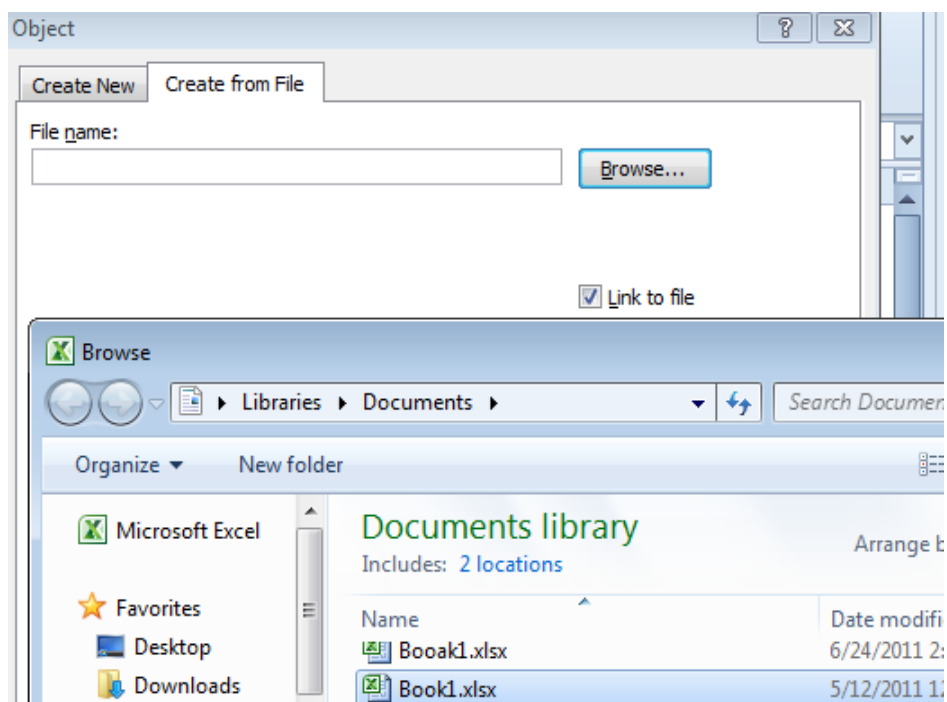 Object
Create New Create from File
File name:
Browse...
Link to file
Browse
Libraries Documents
Search Documen
Organize New folder
Microsoft Excel
Documents library
Arrange b
Includes: 2 locations
Favorites
Name Date modifi
Desktop
Booak1.xlsx 6/24/2011 2:
Downloads
Book1.xlsx 5/12/2011 12